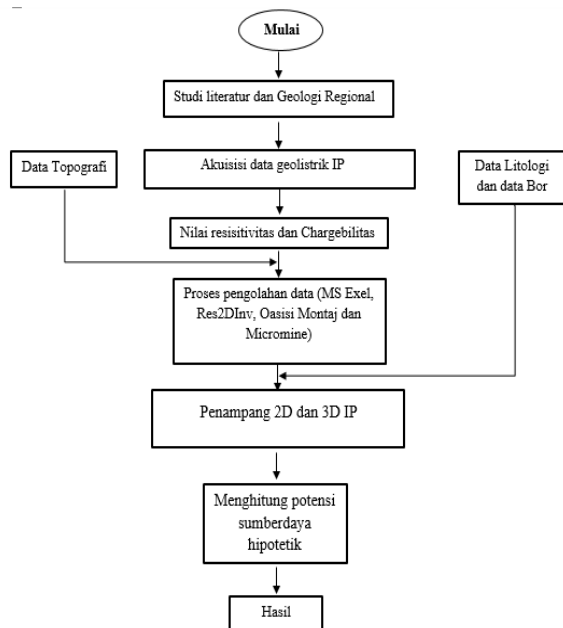 Mulai
Studi literatur dan Geologi Regional
Data Topografi
Akuisisi data geolistrik IP
Data Litologi
dan data Bor
Nilai resisitivitas dan Chargebilitas
Proses pengolahan data (MS Exel,
Res2DInv, Oasisi Montaj dan
Micromine)
Penampang 2D dan 3D IP
Menghitung potensi
sumberdaya
hipotetik
Hasil